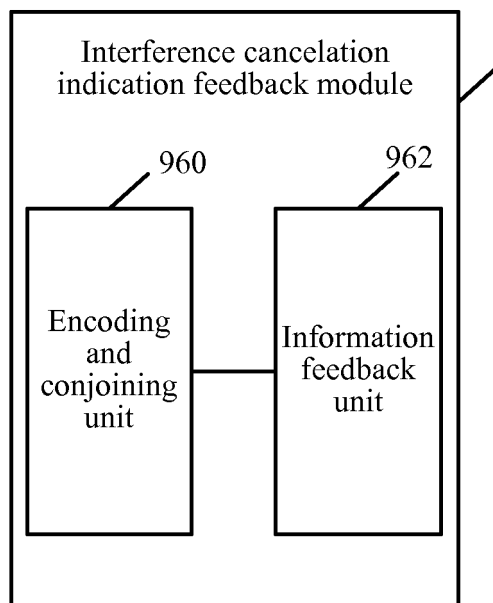 Interference cancelation
indication feedback module
960
962
Encoding
and
conjoining
unit
Information
feedback
unit